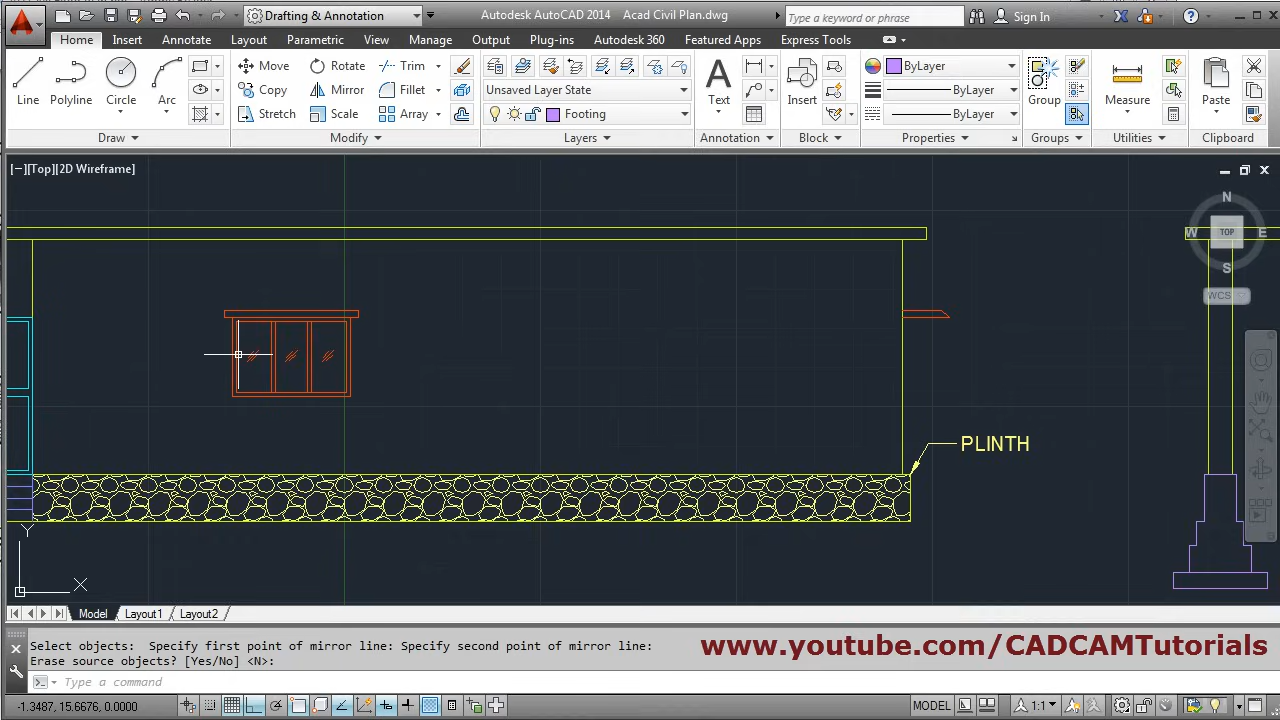 Drafting & Annotation
Autodesk AutoCAD 2014 Acad Civil Plan.dwg
Type a keyword or phrase
Sign In
Home Insert Annotate Layout Parametric View Manage Output Plug-ins Autodesk 360 Featured Apps Express Tools
Line
Polyline
Circle
Arc
Move
Copy
Stretch
Rotate
Mirror
Scale
Trim
Fillet
Array
Unsaved Layer State
Footing
Text
Insert
ByLayer
ByLayer
ByLayer
Group
Measure
Paste
Draw
Modify
Layers
Annotation
Block
Properties
Groups
Utilities
Clipboard
[−][Top][2D Wireframe]
N
W TOP E
S
WCS
PLINTH
Y
X
Model Layout1 Layout2
Select objects: Specify first point of mirror line: Specify second point of mirror line:
Erase source objects? [Yes/No] <N>:
Type a command
www.youtube.com/CADCAMTutorials
-1.3487, 15.6676, 0.0000
MODEL
1:1